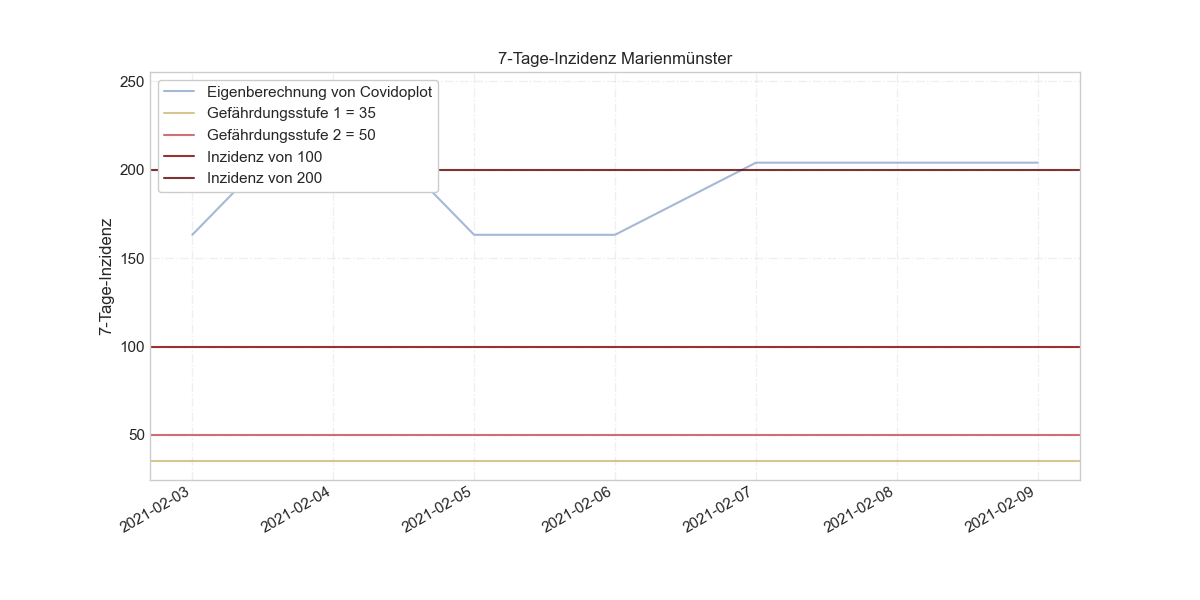 7-Tage-Inzidenz Marienmünster
Eigenberechnung von Covidoplot
Gefährdungsstufe 1 = 35
Gefährdungsstufe 2 = 50
Inzidenz von 100
Inzidenz von 200
7-Tage-Inzidenz
250
200
150
100
50
2021-02-03
2021-02-04
2021-02-05
2021-02-06
2021-02-07
2021-02-08
2021-02-09